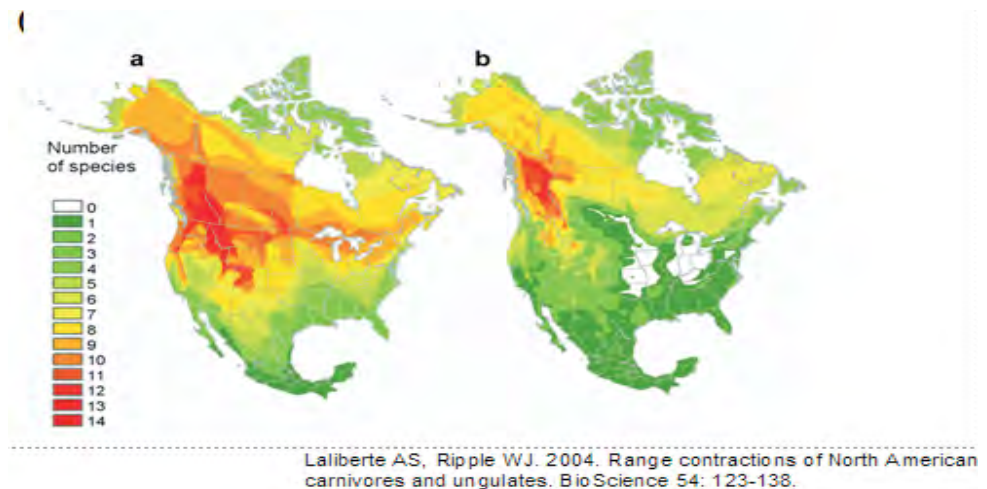 a
b
Number
of species
0
1
2
3
4
5
6
7
8
9
10
11
12
13
14
Laliberte AS, Ripple WJ. 2004. Range contractions of North American
carnivores and ungulates. BioScience 54: 123-138.